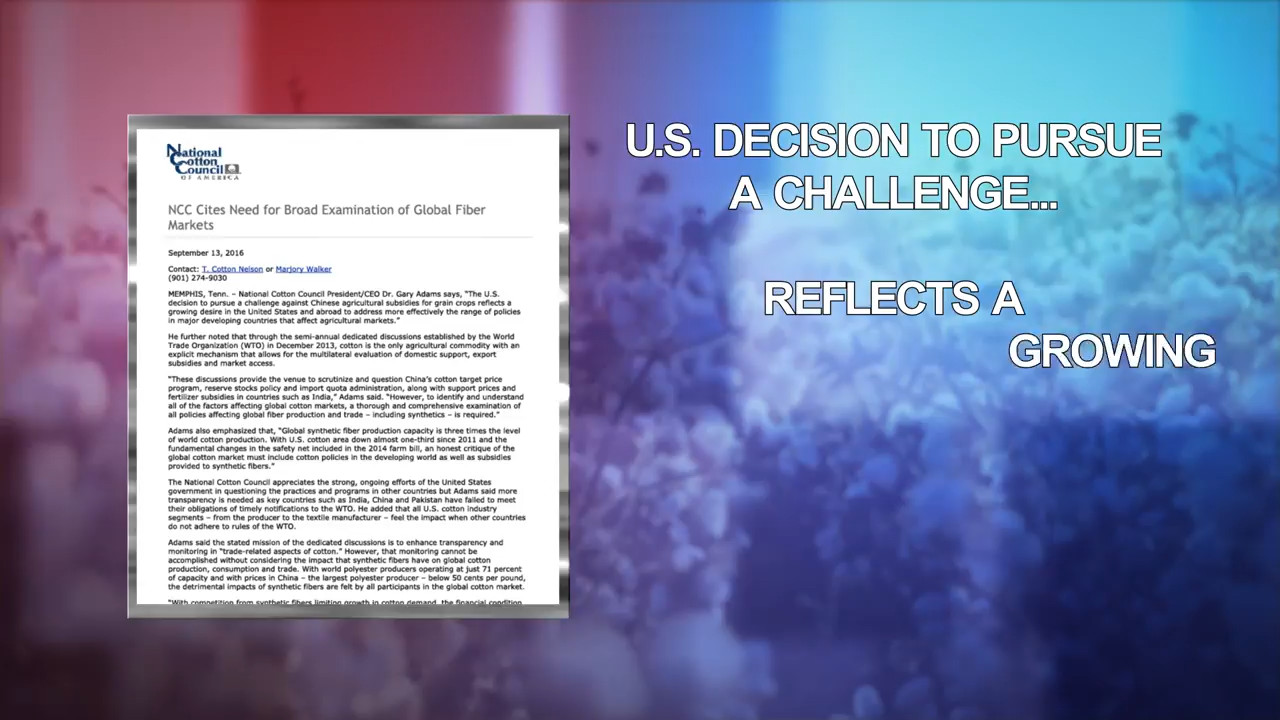 National
Cotton
Council
OF AMERICA
NCC Cites Need for Broad Examination of Global Fiber
Markets
September 13, 2016
Contact: T. Cotton Nelson or Marjory Walker
(901) 274-9030
MEMPHIS, Tenn. – National Cotton Council President/CEO Dr. Gary Adams says, "The U.S.
decision to pursue a challenge against Chinese agricultural subsidies for grain crops reflects a
growing desire in the United States and abroad to address more effectively the range of policies
in major developing countries that affect agricultural markets."
He further noted that through the semi-annual dedicated discussions established by the World
Trade Organization (WTO) in December 2013, cotton is the only agricultural commodity with an
explicit mechanism that allows for the multilateral evaluation of domestic support, export
subsidies and market access.
"These discussions provide the venue to scrutinize and question China's cotton target price
program, reserve stocks policy and import quota administration, along with support prices and
fertilizer subsidies in countries such as India," Adams said. "However, to identify and understand
all of the factors affecting global cotton markets, a thorough and comprehensive examination of
all policies affecting global fiber production and trade – including synthetics – is required."
Adams also emphasized that, "Global synthetic fiber production capacity is three times the level
of world cotton production. With U.S. cotton area down almost one-third since 2011 and the
fundamental changes in the safety net included in the 2014 farm bill, an honest critique of the
global cotton market must include cotton policies in the developing world as well as subsidies
provided to synthetic fibers."
The National Cotton Council appreciates the strong, ongoing efforts of the United States
government in questioning the practices and programs in other countries but Adams said more
transparency is needed as key countries such as India, China and Pakistan have failed to meet
their obligations of timely notifications to the WTO. He added that all U.S. cotton industry
segments – from the producer to the textile manufacturer – feel the impact when other countries
do not adhere to rules of the WTO.
Adams said the stated mission of the dedicated discussions is to enhance transparency and
monitoring in "trade-related aspects of cotton." However, that monitoring cannot be
accomplished without considering the impact that synthetic fibers have on global cotton
production, consumption and trade. With world polyester producers operating at just 71 percent
of capacity and with prices in China – the largest polyester producer – below 50 cents per pound,
the detrimental impacts of synthetic fibers are felt by all participants in the global cotton market.
"With competition from synthetic fibers limiting growth in cotton demand, the financial condition
U.S. DECISION TO PURSUE
A CHALLENGE...
REFLECTS A
GROWING